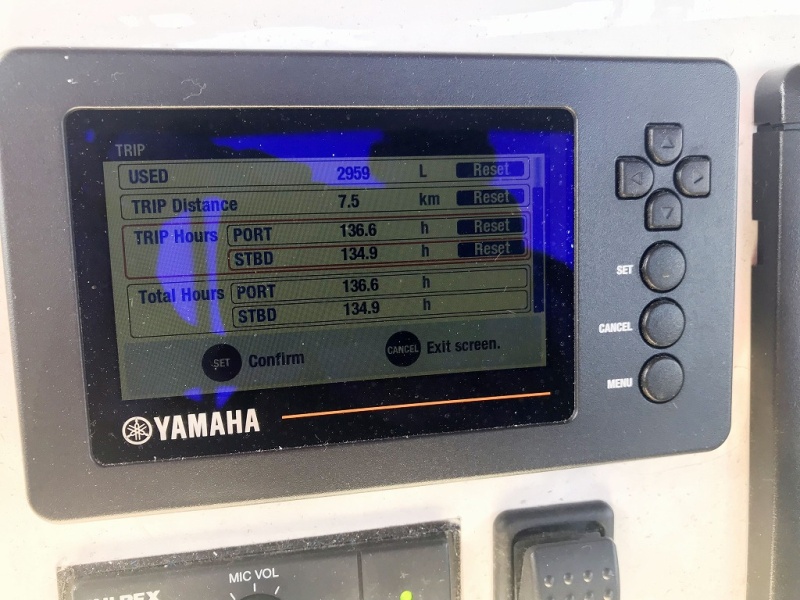 TRIP
USED 2959 L Reset
TRIP Distance 7.5 km Reset
TRIP Hours PORT 136.6 h Reset
STBD 134.9 h Reset
Total Hours PORT 136.6 h
STBD 134.9 h
SET Confirm CANCEL Exit screen.
YAMAHA
SET
CANCEL
MENU
MIC VOL